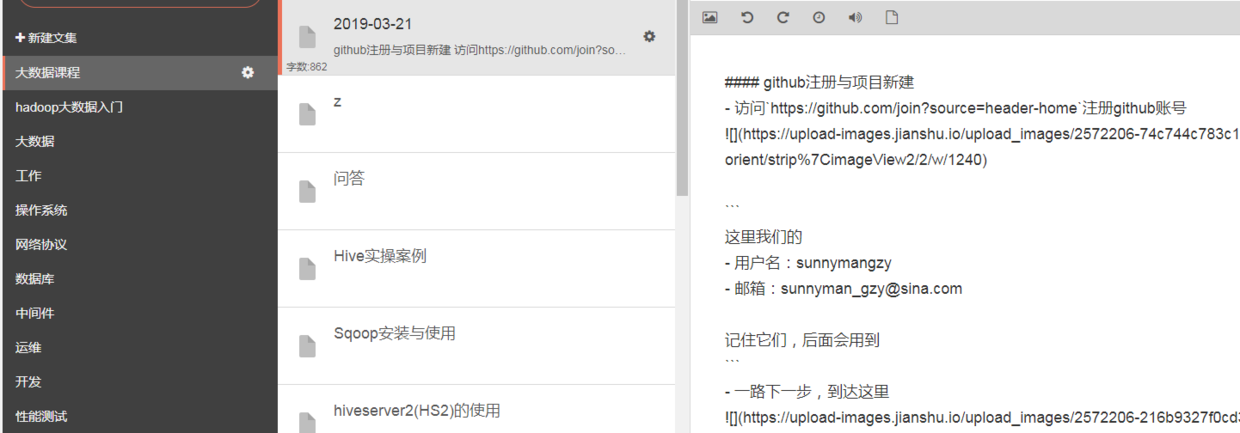 新建文集
大数据课程
hadoop大数据入门
大数据
工作
操作系统
网络协议
数据库
中间件
运维
开发
性能测试
2019-03-21
github注册与项目新建 访问https://github.com/join?so...
字数:862
z
问答
Hive实操案例
Sqoop安装与使用
hiveserver2(HS2)的使用
#### github注册与项目新建
- 访问`https://github.com/join?source=header-home`注册github账号
![](https://upload-images.jianshu.io/upload_images/2572206-74c744c783c1
orient/strip%7CimageView2/2/w/1240)
```
这里我们的
- 用户名：sunnymangzy
- 邮箱：sunnyman_gzy@sina.com
记住它们，后面会用到
```
- 一路下一步，到达这里
![](https://upload-images.jianshu.io/upload_images/2572206-216b9327f0cd3